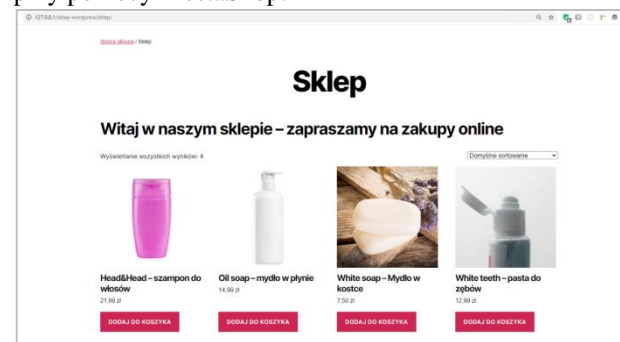 przy pomocy PrestaShop.
127.0.0.1/sklep-wordpress/sklep/
Strona główna / Sklep
Sklep
Witaj w naszym sklepie – zapraszamy na zakupy online
Wyświetlanie wszystkich wyników: 4
Domyślne sortowanie
Head&Head – szampon do włosów
21,99 zł
DODAJ DO KOSZYKA
Oil soap – mydło w płynie
14,99 zł
DODAJ DO KOSZYKA
White soap – Mydło w kostce
7,50 zł
DODAJ DO KOSZYKA
White teeth – pasta do zębów
12,99 zł
DODAJ DO KOSZYKA